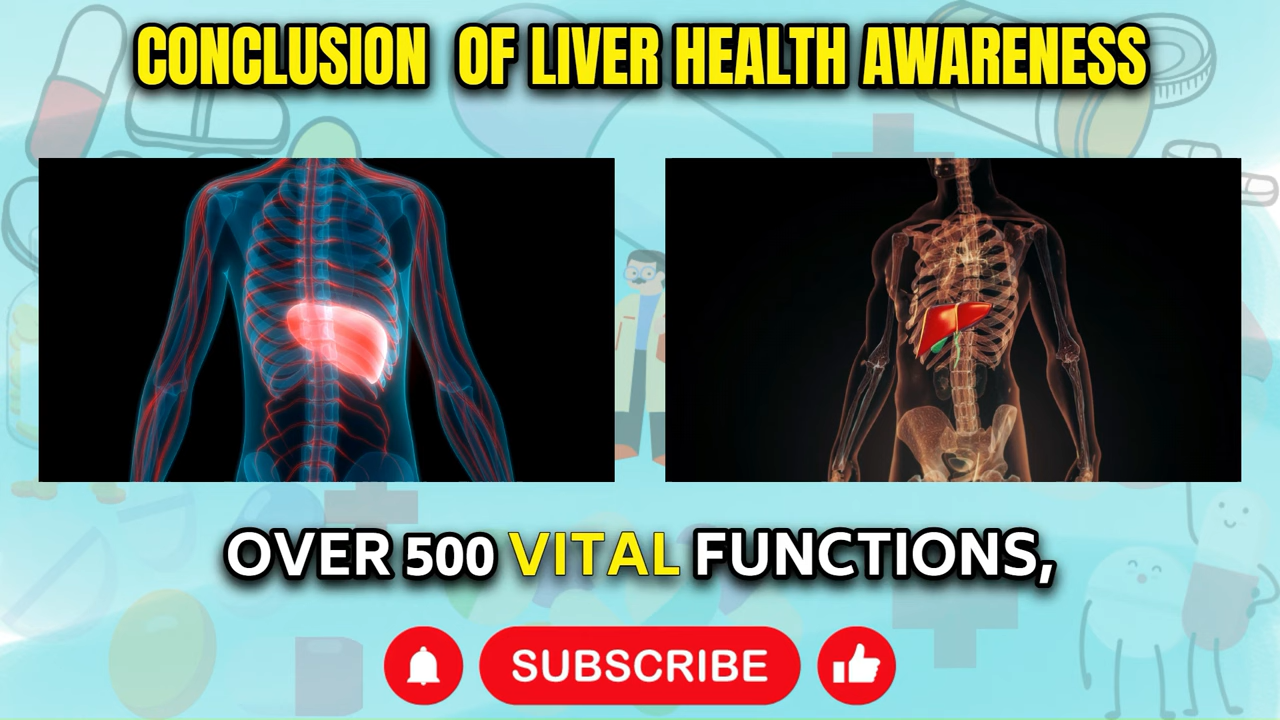 CONCLUSION OF LIVER HEALTH AWARENESS
OVER 500 VITAL FUNCTIONS,
SUBSCRIBE